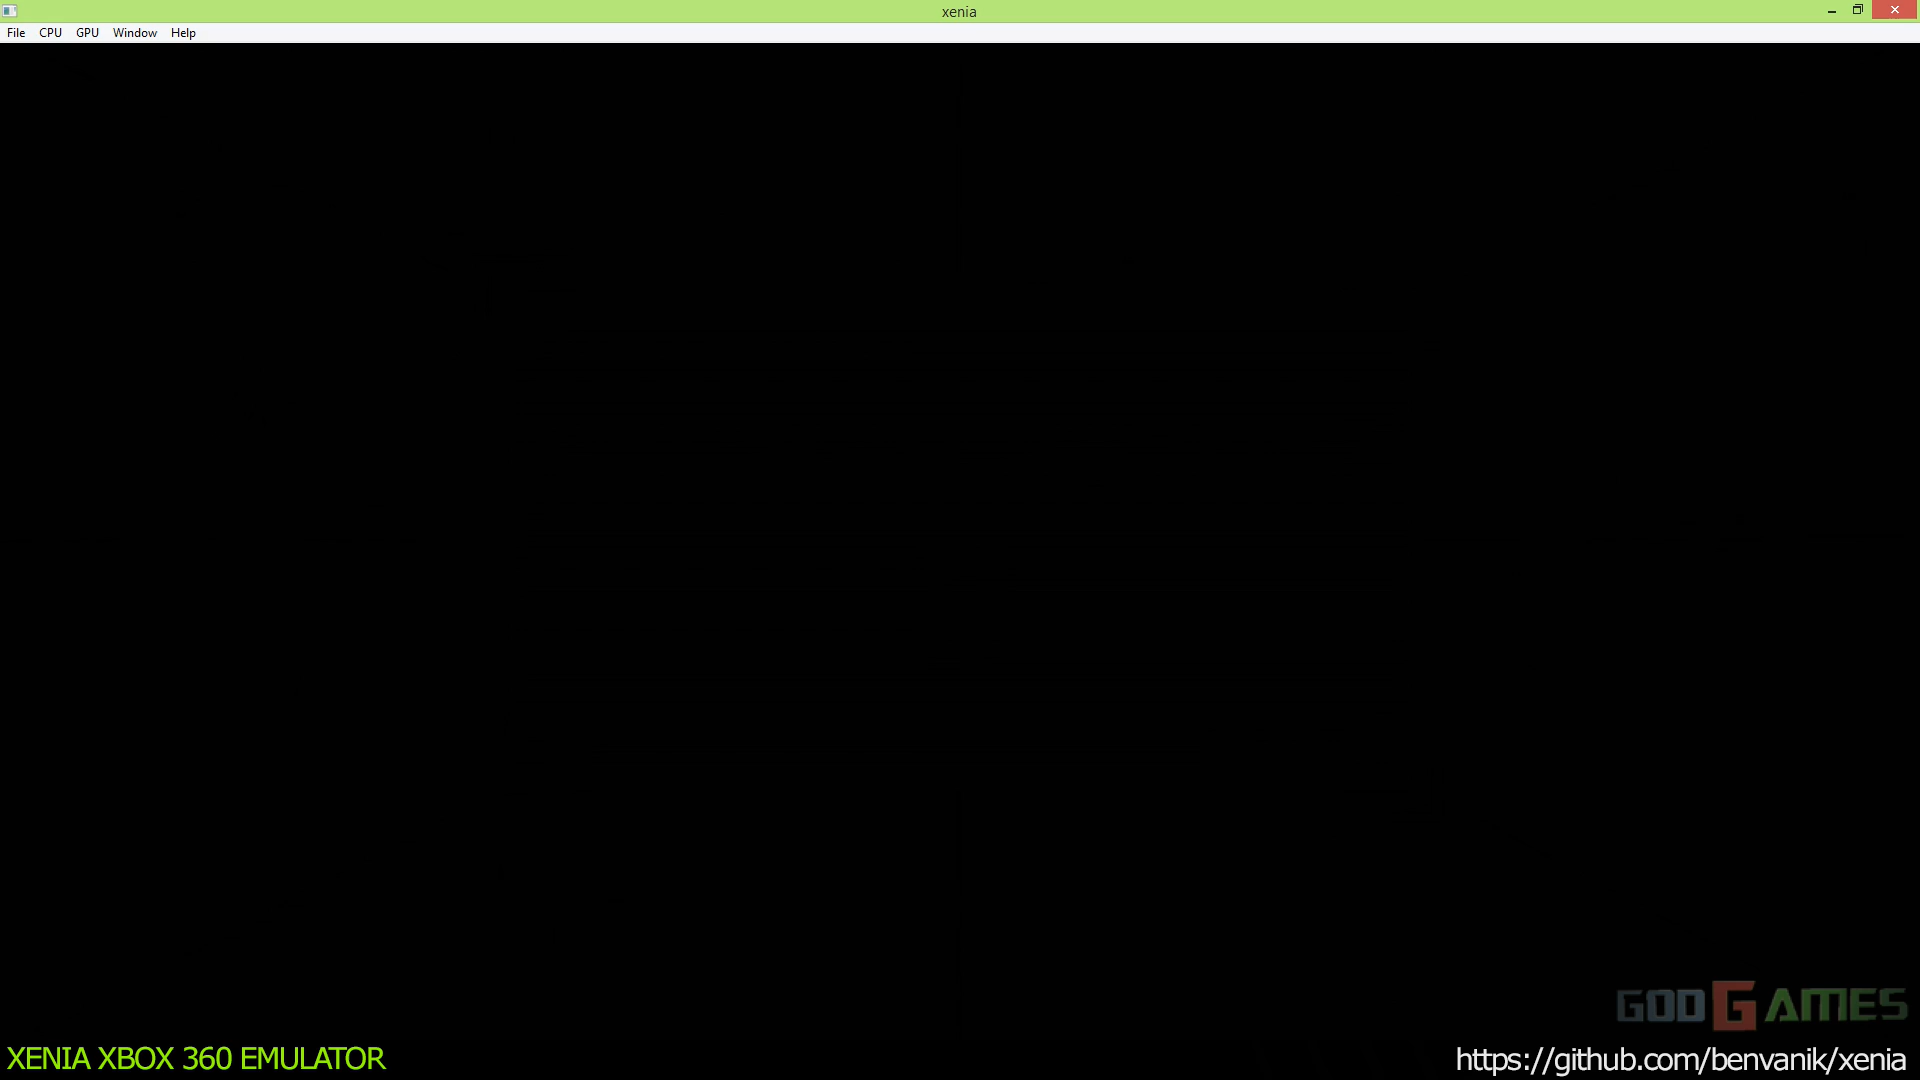 xenia
File CPU GPU Window Help
GOD GAMES
XENIA XBOX 360 EMULATOR
https://github.com/benvanik/xenia